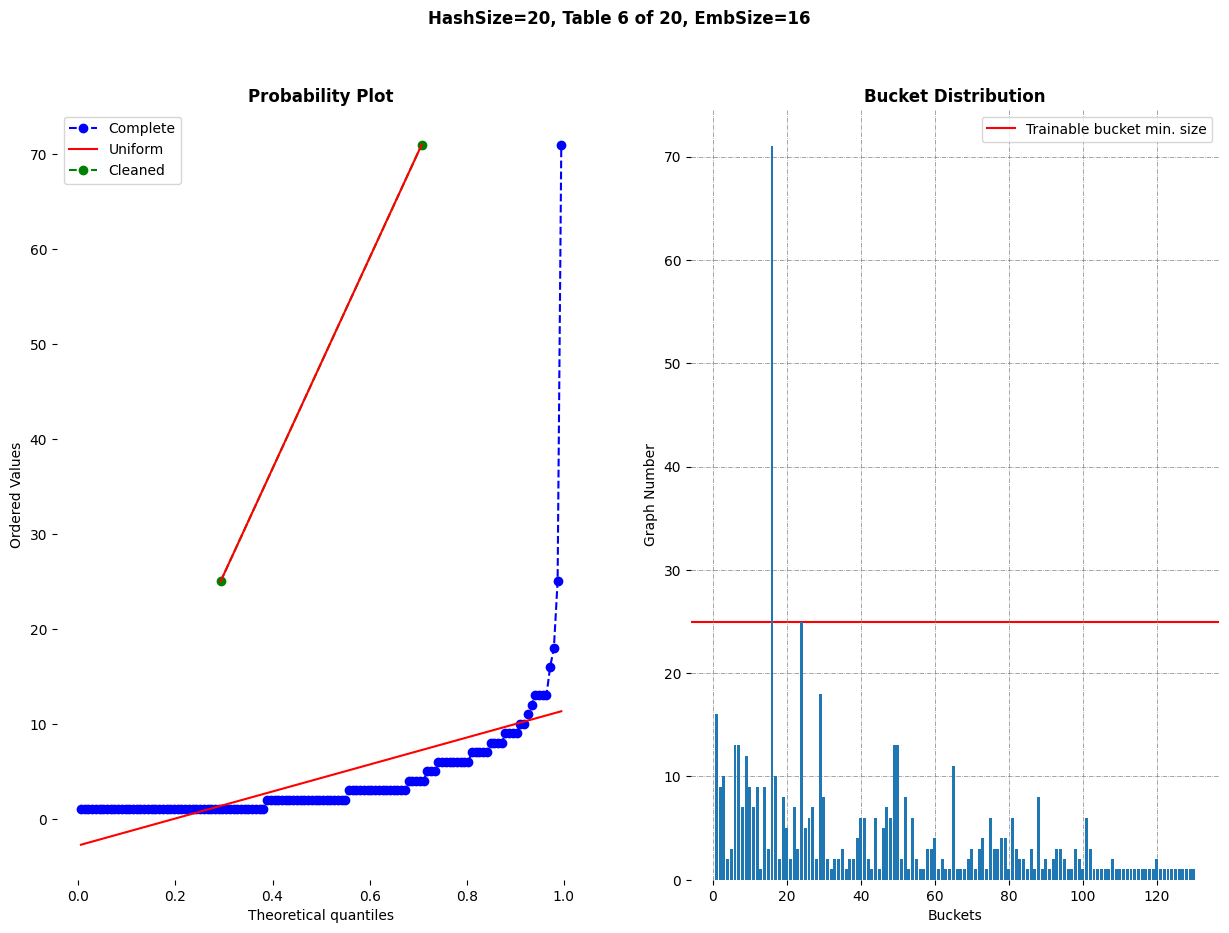 HashSize=20, Table 6 of 20, EmbSize=16
Probability Plot
Complete
Uniform
Cleaned
Ordered Values
70
60
50
40
30
20
10
0
0.0 0.2 0.4 0.6 0.8 1.0
Theoretical quantiles
Bucket Distribution
Trainable bucket min. size
Graph Number
70
60
50
40
30
20
10
0
0 20 40 60 80 100 120
Buckets